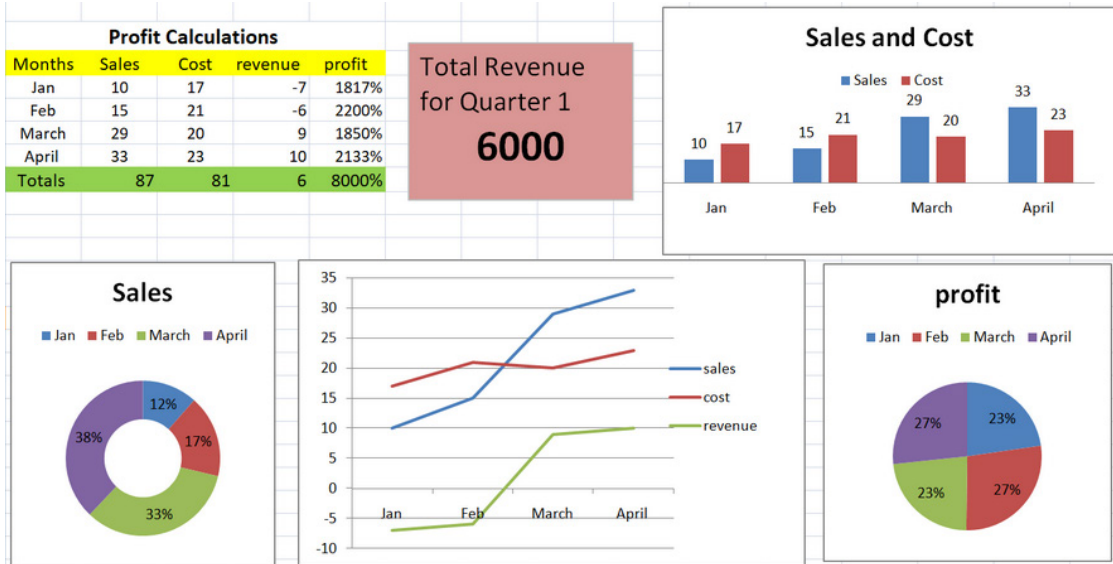 Profit Calculations
Months Sales Cost revenue profit
Jan 10 17 -7 1817%
Feb 15 21 -6 2200%
March 29 20 9 1850%
April 33 23 10 2133%
Totals 87 81 6 8000%
Total Revenue
for Quarter 1
6000
Sales and Cost
Sales Cost
10 17 15 21 29 20 33 23
Jan Feb March April
Sales
Jan Feb March April
12%
17%
33%
38%
35
30
25
20
15
10
5
0
-5
-10
Jan Feb March April
sales
cost
revenue
profit
Jan Feb March April
23%
27%
23%
27%